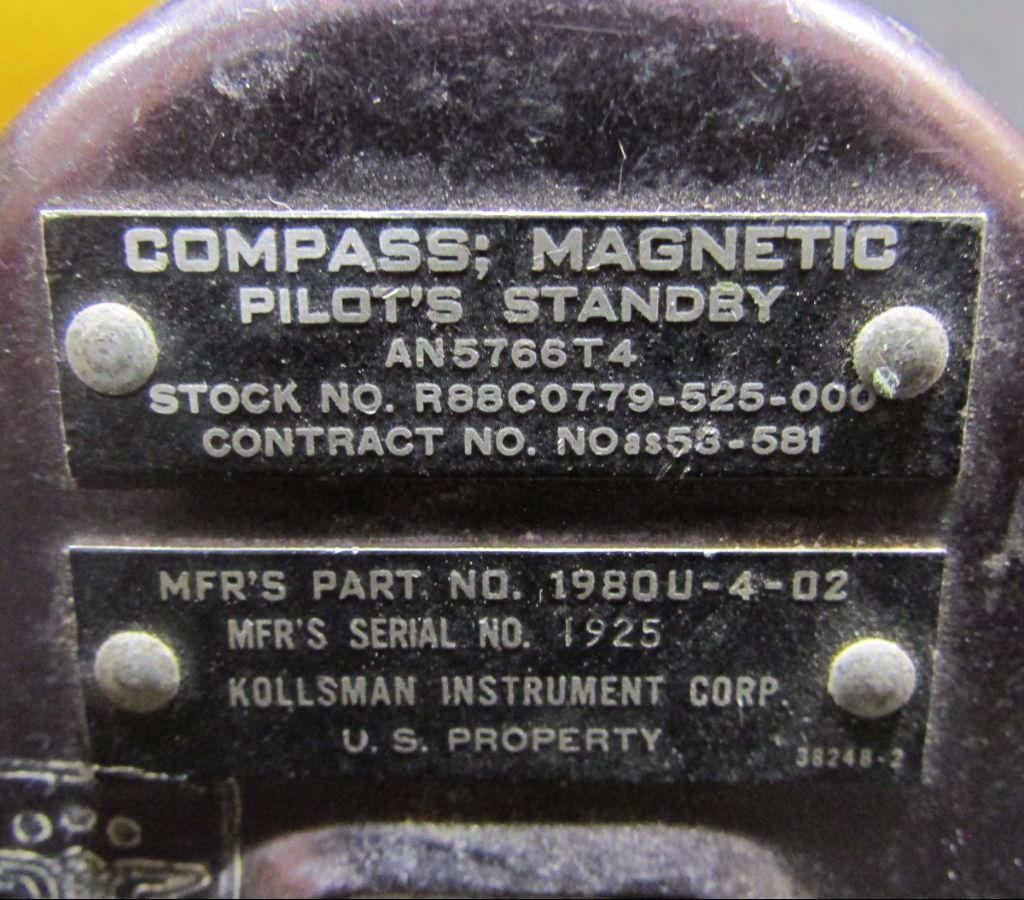 COMPASS; MAGNETIC
PILOT'S STANDBY
AN5766T4
STOCK NO. R88C0779-525-000
CONTRACT NO. NOas53-581
MFR'S PART NO. 1980U-4-02
MFR'S SERIAL NO. 1925
KOLLSMAN INSTRUMENT CORP.
U. S. PROPERTY
38248-2